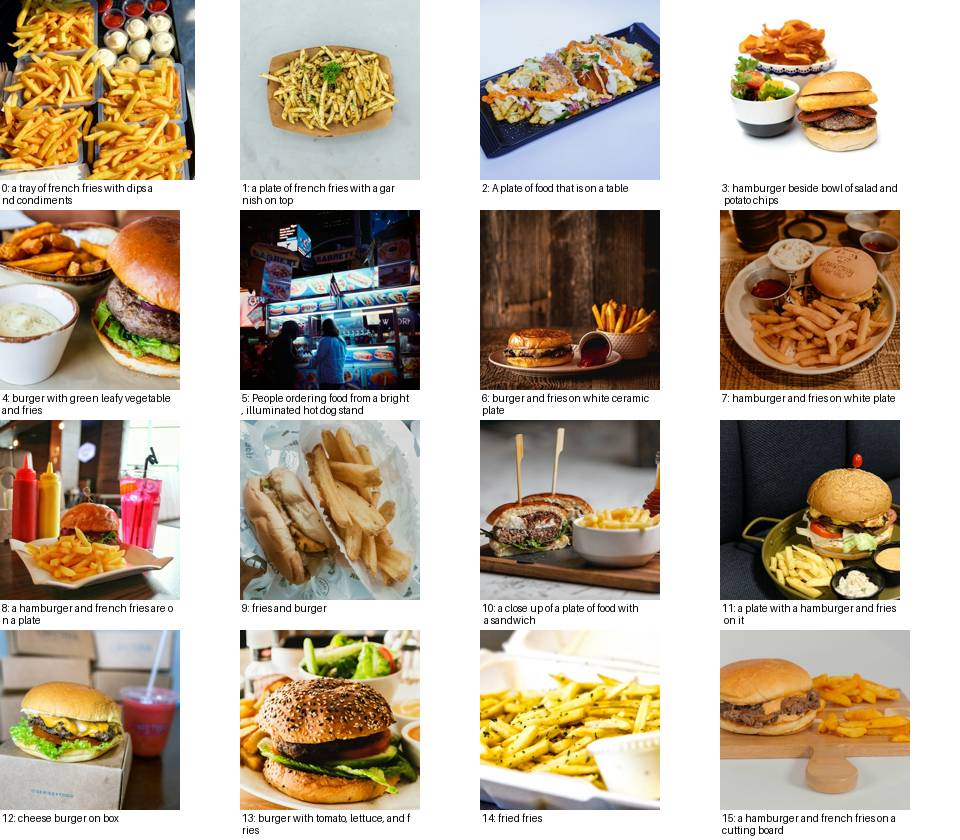 0: a tray of french fries with dips a
nd condiments
1: a plate of french fries with a gar
nish on top
2: A plate of food that is on a table
3: hamburger beside bowl of salad and
potato chips
4: burger with green leafy vegetable
and fries
SABRETT
SABRETT
5: People ordering food from a bright
, illuminated hot dog stand
6: burger and fries on white ceramic
plate
7: hamburger and fries on white plate
8: a hamburger and french fries are o
n a plate
9: fries and burger
10: a close up of a plate of food with
a sandwich
11: a plate with a hamburger and fries
on it
12: cheese burger on box
13: burger with tomato, lettuce, and f
ries
14: fried fries
15: a hamburger and french fries on a
cutting board